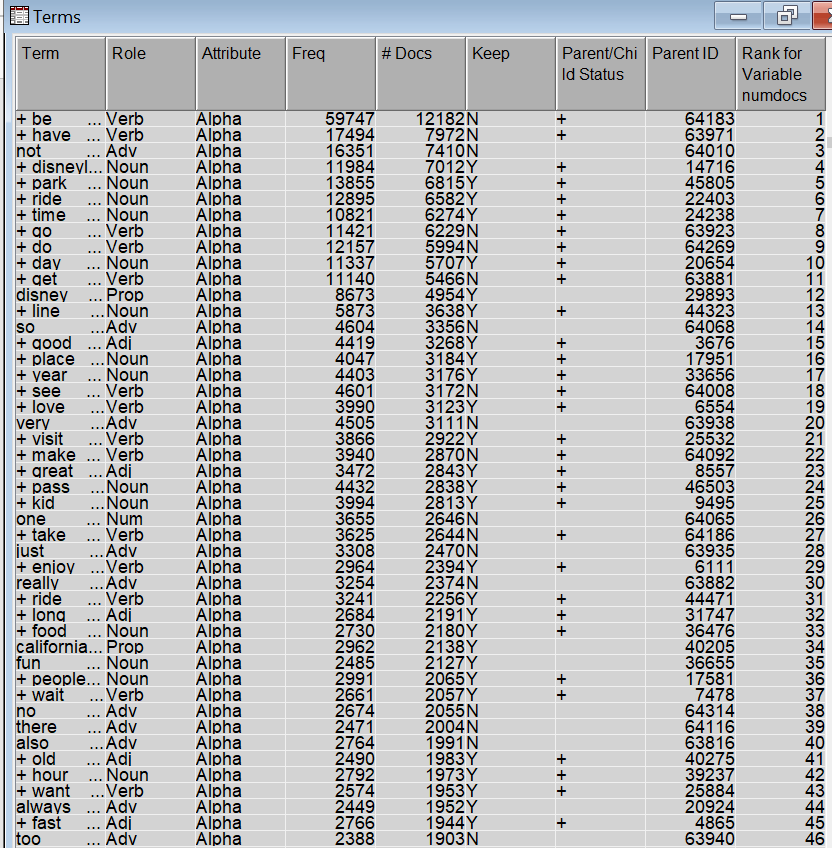 Terms
Term Role Attribute Freq # Docs Keep Parent/Chi Parent ID Rank for
ld Status Variable
numdocs
+ be ... Verb Alpha 59747 12182 N + 64183 1
+ have ... Verb Alpha 17494 7972 N + 63971 2
not ... Adv Alpha 16351 7410 N 64010 3
+ disneyl... Noun Alpha 11984 7012 Y + 14716 4
+ park ... Noun Alpha 13855 6815 Y + 45805 5
+ ride ... Noun Alpha 12895 6582 Y + 22403 6
+ time ... Noun Alpha 10821 6274 Y + 24238 7
+ go ... Verb Alpha 11421 6229 N + 63923 8
+ do ... Verb Alpha 12157 5994 N + 64269 9
+ day ... Noun Alpha 11337 5707 Y + 20654 10
+ get ... Verb Alpha 11140 5466 N + 63881 11
disney ... Prop Alpha 8673 4954 Y 29893 12
+ line ... Noun Alpha 5873 3638 Y + 44323 13
so ... Adv Alpha 4604 3356 N 64068 14
+ good ... Adj Alpha 4419 3268 Y + 3676 15
+ place ... Noun Alpha 4047 3184 Y + 17951 16
+ year ... Noun Alpha 4403 3176 Y + 33656 17
+ see ... Verb Alpha 4601 3172 N + 64008 18
+ love ... Verb Alpha 3990 3123 Y + 6554 19
very ... Adv Alpha 4505 3111 N 63938 20
+ visit ... Verb Alpha 3866 2922 Y + 25532 21
+ make ... Verb Alpha 3940 2870 N + 64092 22
+ great ... Adj Alpha 3472 2843 Y + 8557 23
+ pass ... Noun Alpha 4432 2838 Y + 46503 24
+ kid ... Noun Alpha 3994 2813 Y + 9495 25
one ... Num Alpha 3655 2646 N 64065 26
+ take ... Verb Alpha 3625 2644 N + 64186 27
just ... Adv Alpha 3308 2470 N 63935 28
+ enjoy ... Verb Alpha 2964 2394 Y + 6111 29
really ... Adv Alpha 3254 2374 N 63882 30
+ ride ... Verb Alpha 3241 2256 Y + 44471 31
+ long ... Adj Alpha 2684 2191 Y + 31747 32
+ food ... Noun Alpha 2730 2180 Y + 36476 33
california... Prop Alpha 2962 2138 Y 40205 34
fun ... Noun Alpha 2485 2127 Y 36655 35
+ people... Noun Alpha 2991 2065 Y + 17581 36
+ wait ... Verb Alpha 2661 2057 Y + 7478 37
no ... Adv Alpha 2674 2055 N 64314 38
there ... Adv Alpha 2471 2004 N 64116 39
also ... Adv Alpha 2764 1991 N 63816 40
+ old ... Adj Alpha 2490 1983 Y + 40275 41
+ hour ... Noun Alpha 2792 1973 Y + 39237 42
+ want ... Verb Alpha 2574 1953 Y + 25884 43
always ... Adv Alpha 2449 1952 Y 20924 44
+ fast ... Adj Alpha 2766 1944 Y + 4865 45
too ... Adv Alpha 2388 1903 N 63940 46